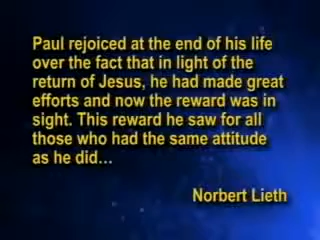 Paul rejoiced at the end of his life
over the fact that in light of the
return of Jesus, he had made great
efforts and now the reward was in
sight. This reward he saw for all
those who had the same attitude
as he did…
Norbert Lieth